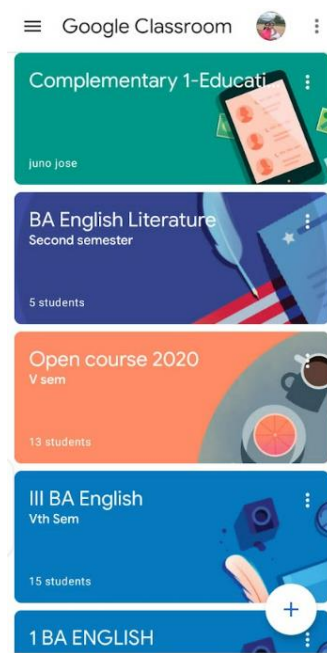 Google Classroom
Complementary 1-Educati...
juno jose
BA English Literature
Second semester
5 students
Open course 2020
V sem
13 students
III BA English
Vth Sem
15 students
1 BA ENGLISH